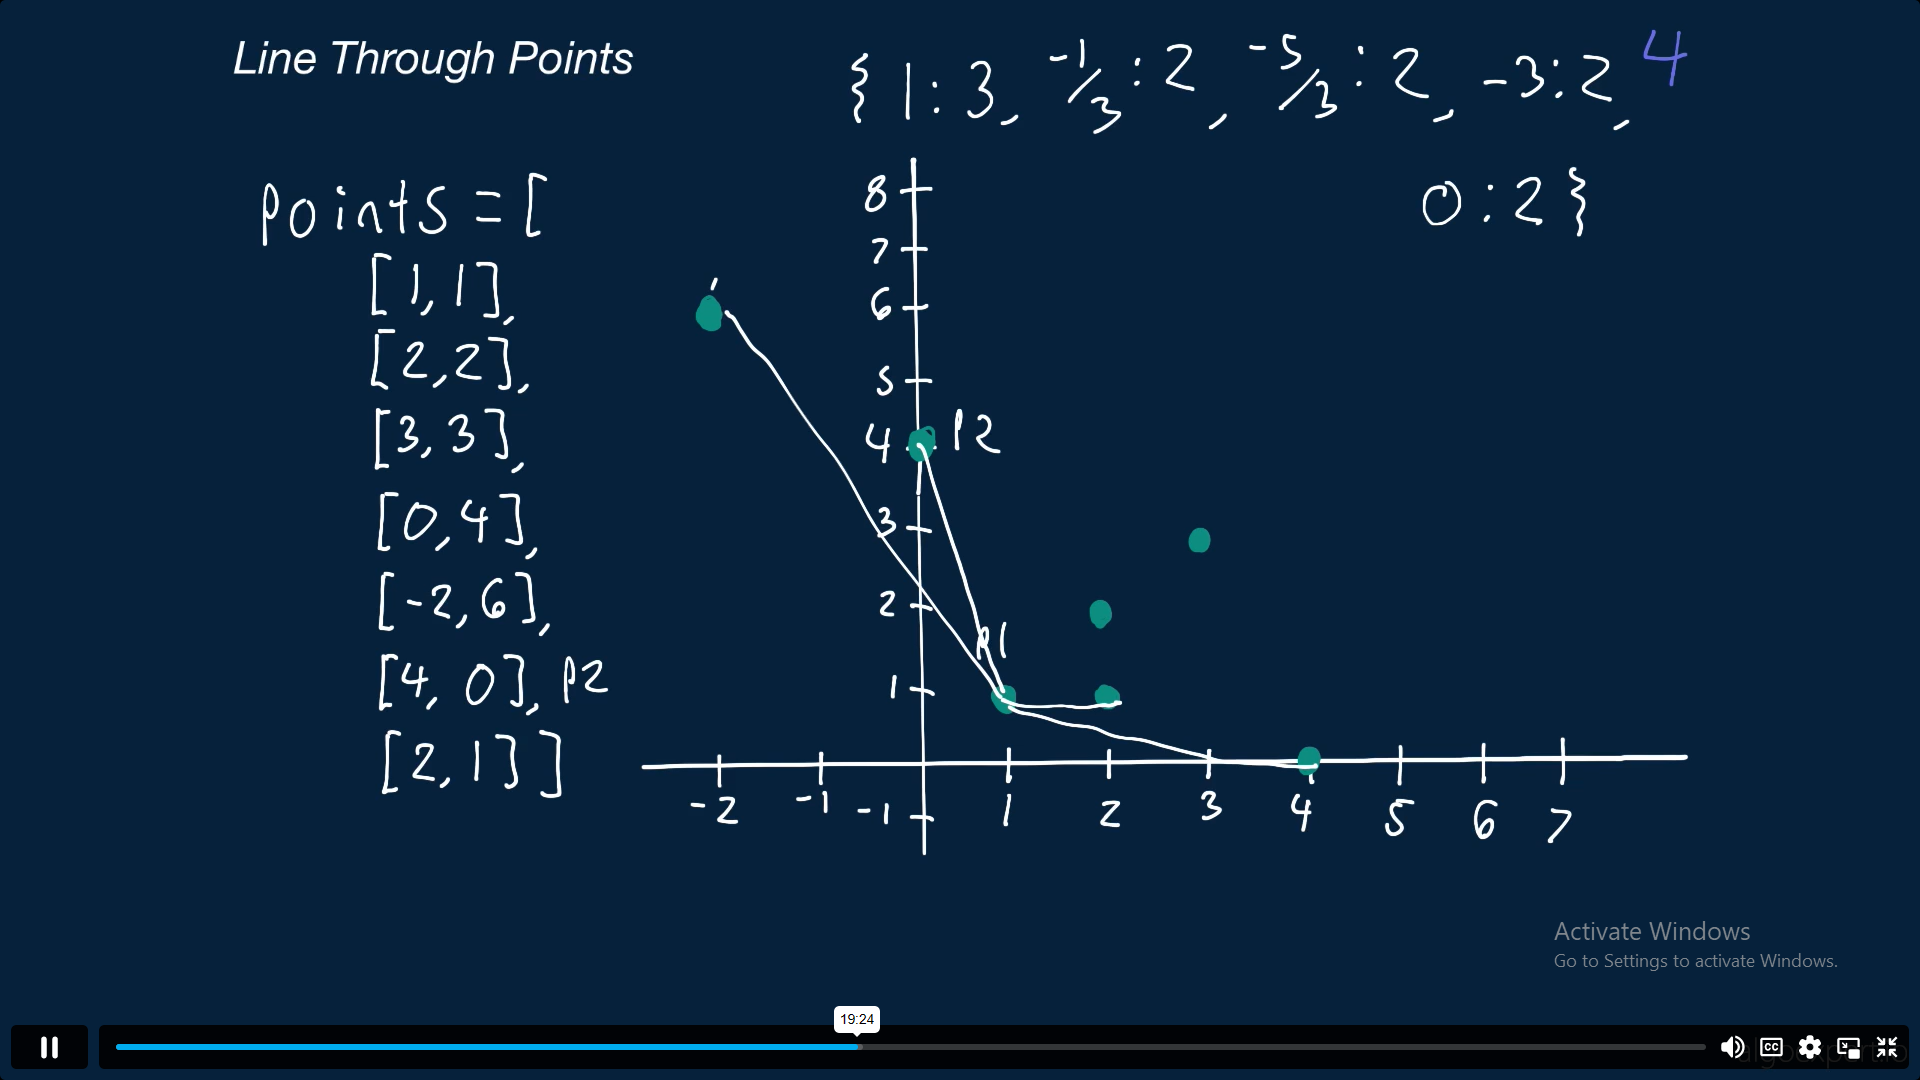 Line Through Points
{ 1 : 3, -1/3 : 2, -5/3 : 2, -3 : 2, 4
0 : 2 }
points = [
[1, 1],
[2, 2],
[3, 3],
[0, 4],
[-2, 6],
[4, 0], P2
[2, 1] ]
8
7
6
5
4 P2
3
2
P1
1
-2 -1 -1 1 2 3 4 5 6 7
Activate Windows
Go to Settings to activate Windows.
19:24
CC